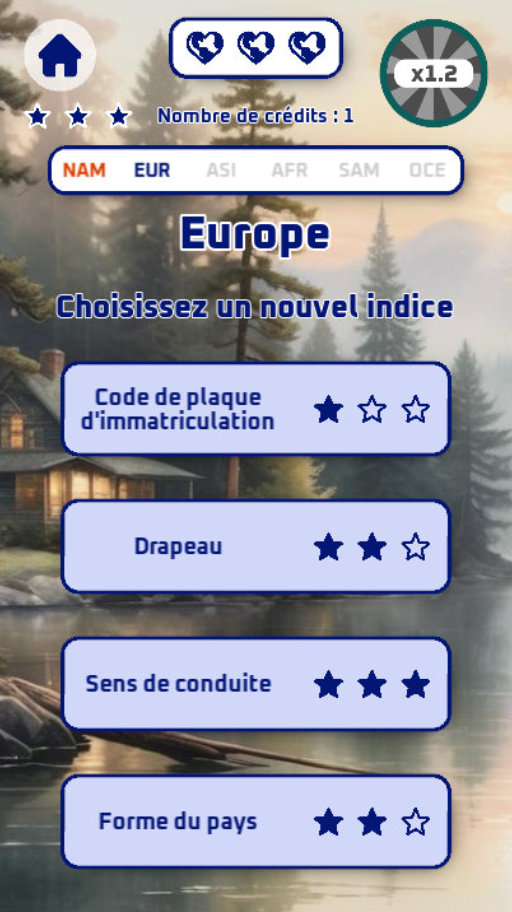 x1.2
Nombre de crédits : 1
NAM EUR ASI AFR SAM OCE
Europe
Choisissez un nouvel indice
Code de plaque
d'immatriculation
Drapeau
Sens de conduite
Forme du pays